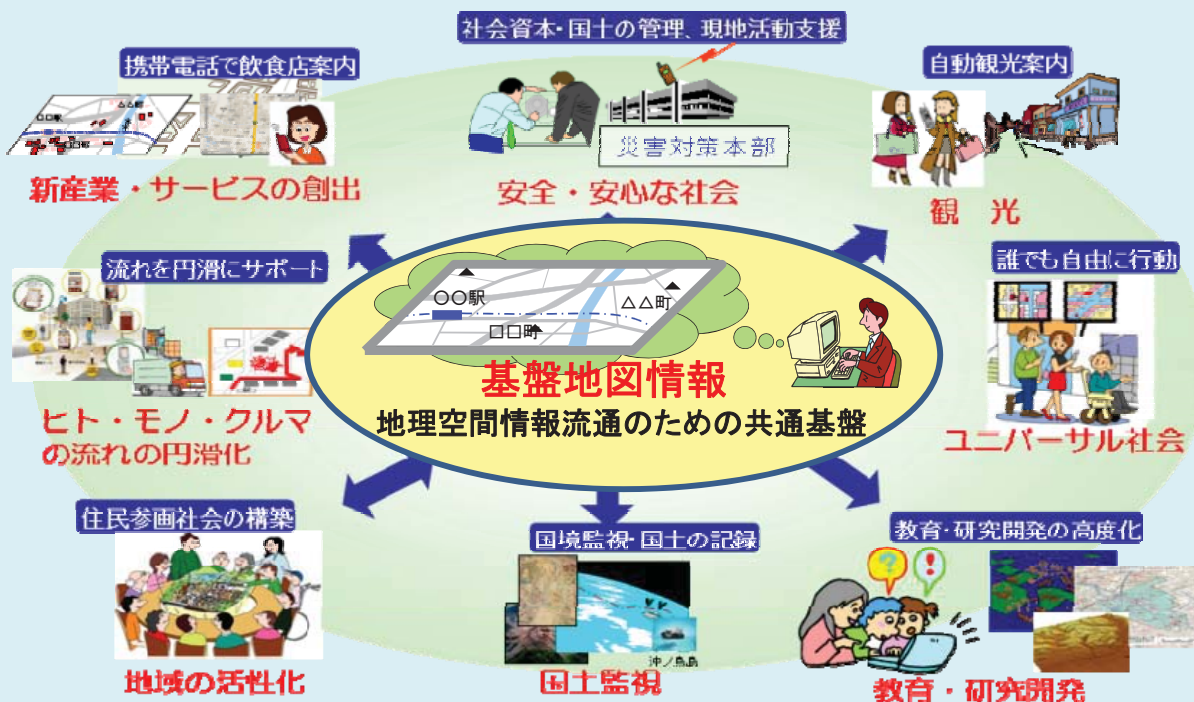 社会資本・国土の管理、現地活動支援
携帯電話で飲食店案内
自動観光案内
△△町
〇〇駅
□□町
災害対策本部
新産業・サービスの創出
安全・安心な社会
観 光
流れを円滑にサポート
誰でも自由に行動
〇〇駅
△△町
□□町
基盤地図情報
地理空間情報流通のための共通基盤
ヒト・モノ・クルマ
の流れの円滑化
ユニバーサル社会
住民参画社会の構築
国境監視・国土の記録
教育・研究開発の高度化
?
!
沖ノ鳥島
地域の活性化
国土監視
教育・研究開発